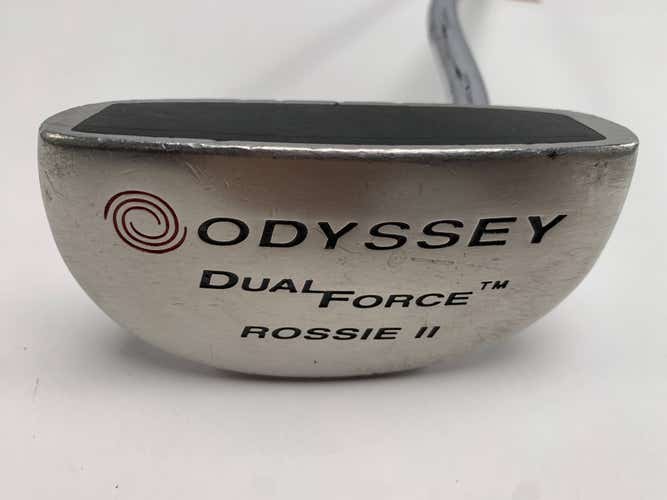 ODYSSEY
DUAL FORCE™
ROSSIE II